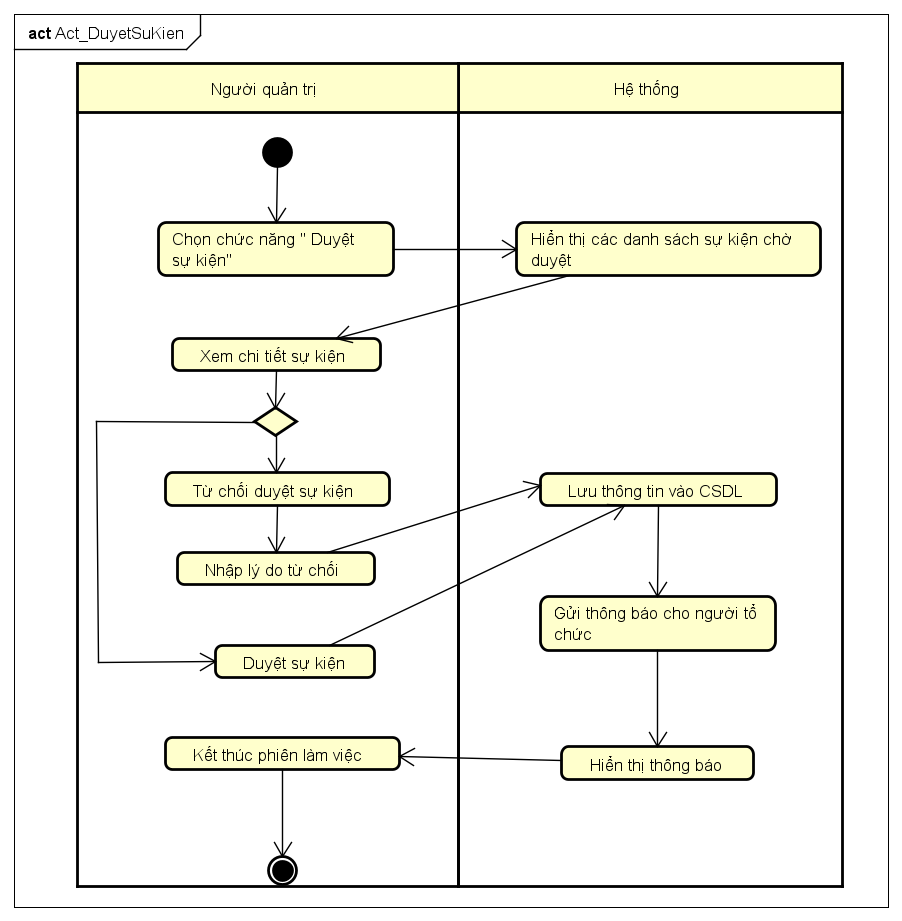 act Act_DuyetSuKien
Người quản trị
Hệ thống
Chọn chức năng " Duyệt
sự kiện"
Hiển thị các danh sách sự kiện chờ
duyệt
Xem chi tiết sự kiện
Từ chối duyệt sự kiện
Lưu thông tin vào CSDL
Nhập lý do từ chối
Gửi thông báo cho người tổ
chức
Duyệt sự kiện
Kết thúc phiên làm việc
Hiển thị thông báo